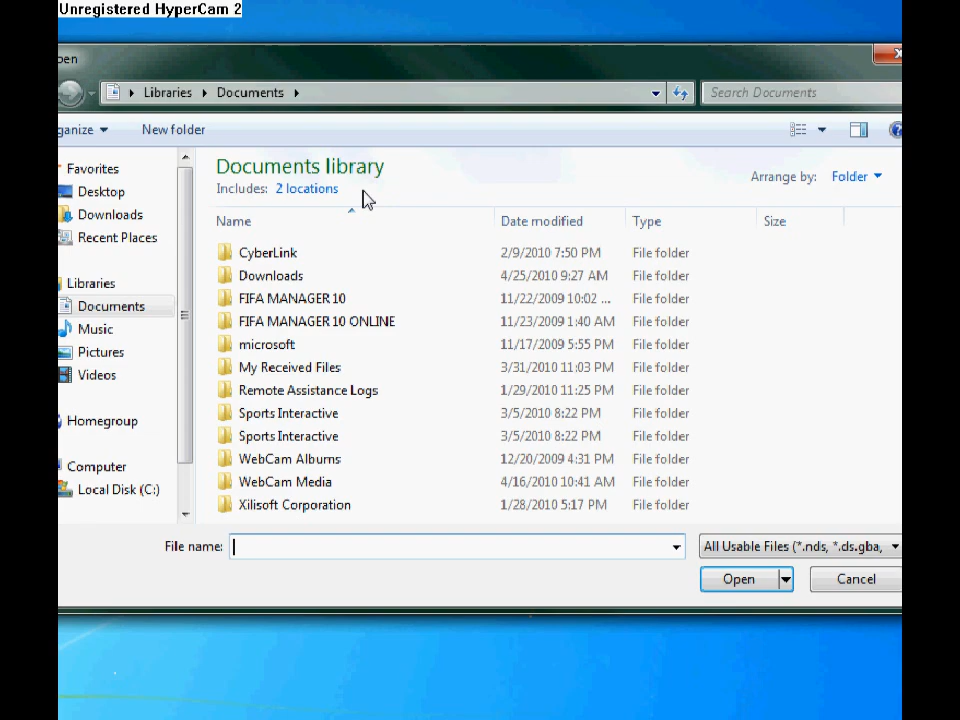 Unregistered HyperCam 2
pen
Libraries Documents
Search Documents
ganize New folder
Favorites
Desktop
Downloads
Recent Places
Libraries
Documents
Music
Pictures
Videos
Homegroup
Computer
Local Disk (C:)
Documents library
Includes: 2 locations
Arrange by: Folder
Name Date modified Type Size
CyberLink 2/9/2010 7:50 PM File folder
Downloads 4/25/2010 9:27 AM File folder
FIFA MANAGER 10 11/22/2009 10:02 ... File folder
FIFA MANAGER 10 ONLINE 11/23/2009 1:40 AM File folder
microsoft 11/17/2009 5:55 PM File folder
My Received Files 3/31/2010 11:03 PM File folder
Remote Assistance Logs 1/29/2010 11:25 PM File folder
Sports Interactive 3/5/2010 8:22 PM File folder
Sports Interactive 3/5/2010 8:22 PM File folder
WebCam Albums 12/20/2009 4:31 PM File folder
WebCam Media 4/16/2010 10:41 AM File folder
Xilisoft Corporation 1/28/2010 5:17 PM File folder
File name:
All Usable Files (*.nds, *.ds.gba,
Open Cancel